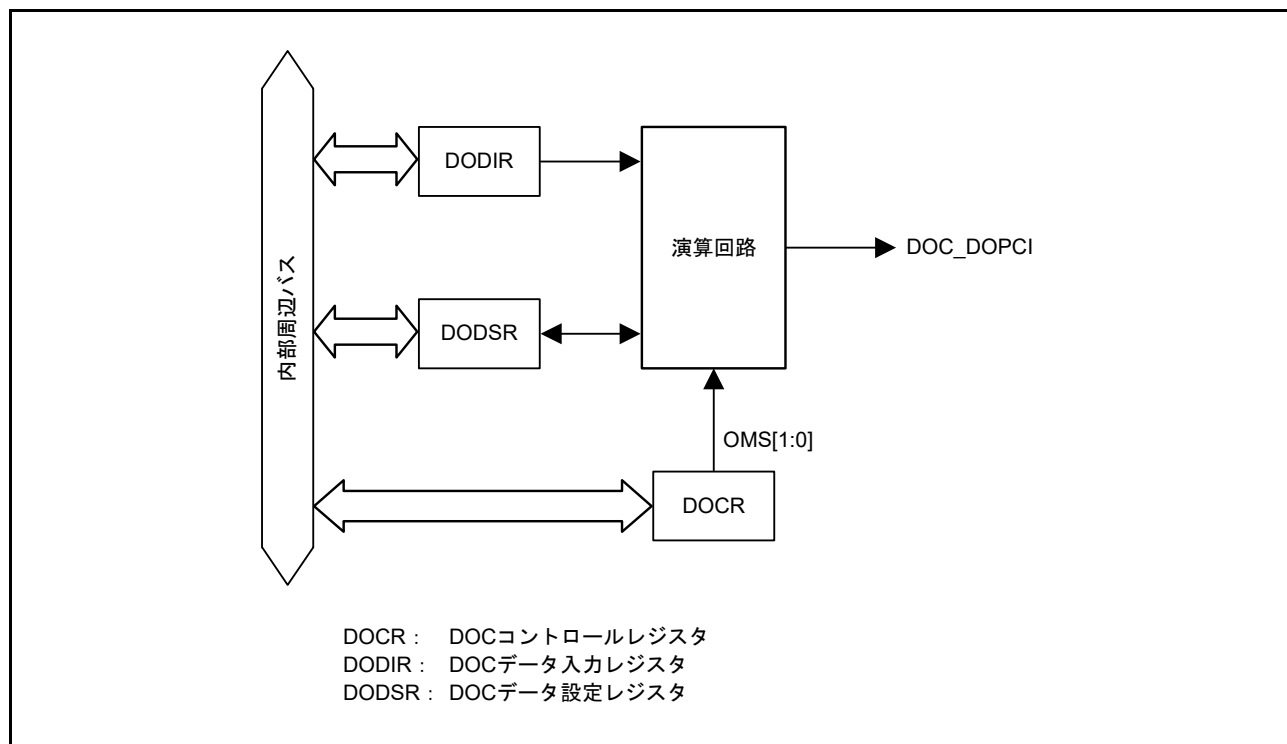 内部周辺バス
DODIR
演算回路
DOC_DOPCI
DODSR
OMS[1:0]
DOCR
DOCR : DOCコントロールレジスタ
DODIR : DOCデータ入力レジスタ
DODSR : DOCデータ設定レジスタ